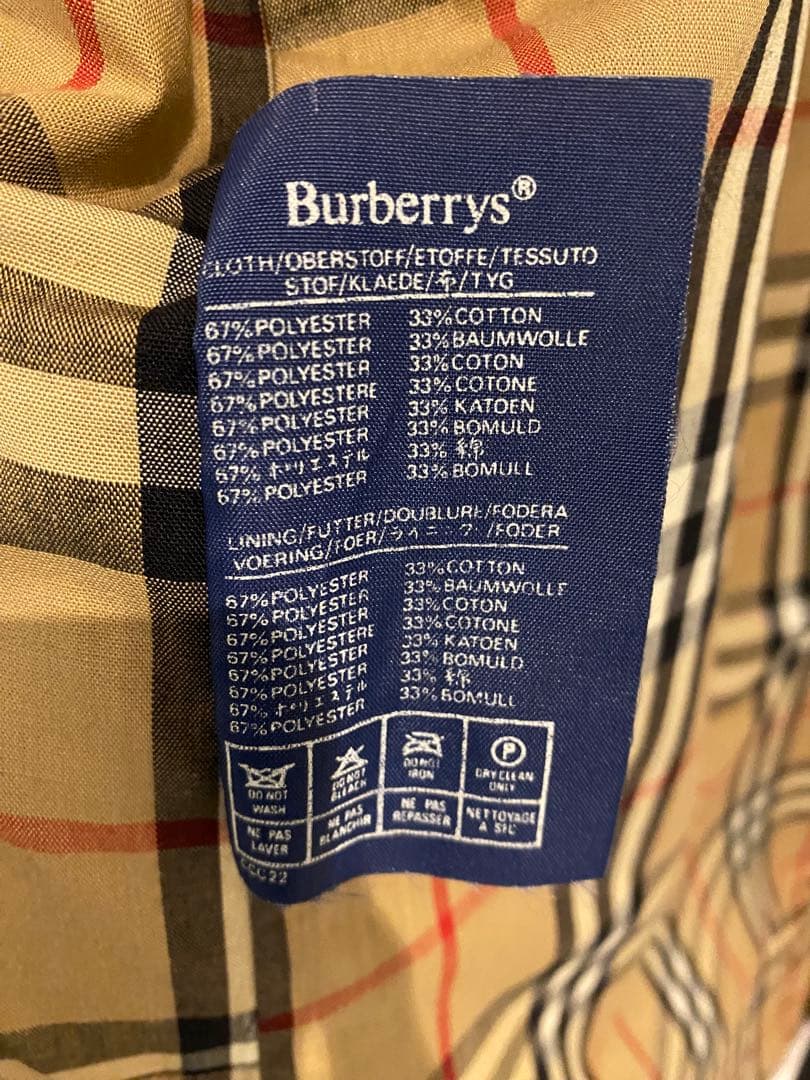 Burberrys®
CLOTH/OBERSTOFF/ETOFFE/TESSUTO
STOF/KLAEDE/布/TYG
67% POLYESTER 33% COTTON
67% POLYESTER 33% BAUMWOLLE
67% POLYESTER 33% COTON
67% POLYESTERE 33% COTONE
67% POLYESTER 33% KATOEN
67% POLYESTER 33% BOMULD
67% ポリエステル 33% 綿
67% POLYESTER 33% BOMULL
LINING/FUTTER/DOUBLURE/FODERA
VOERING/FOER/ライニング/FODER
67% POLYESTER 33% COTTON
67% POLYESTER 33% BAUMWOLLE
67% POLYESTER 33% COTON
67% POLYESTERE 33% COTONE
67% POLYESTER 33% KATOEN
67% POLYESTER 33% BOMULD
67% ポリエステル 33% 綿
67% POLYESTER 33% BOMULL
DO NOT WASH
DO NOT BLEACH
DO NOT IRON
P
DRY CLEAN ONLY
NE PAS LAVER
NE PAS BLANCHIR
NE PAS REPASSER
NETTOYAGE A SEC
CCC22